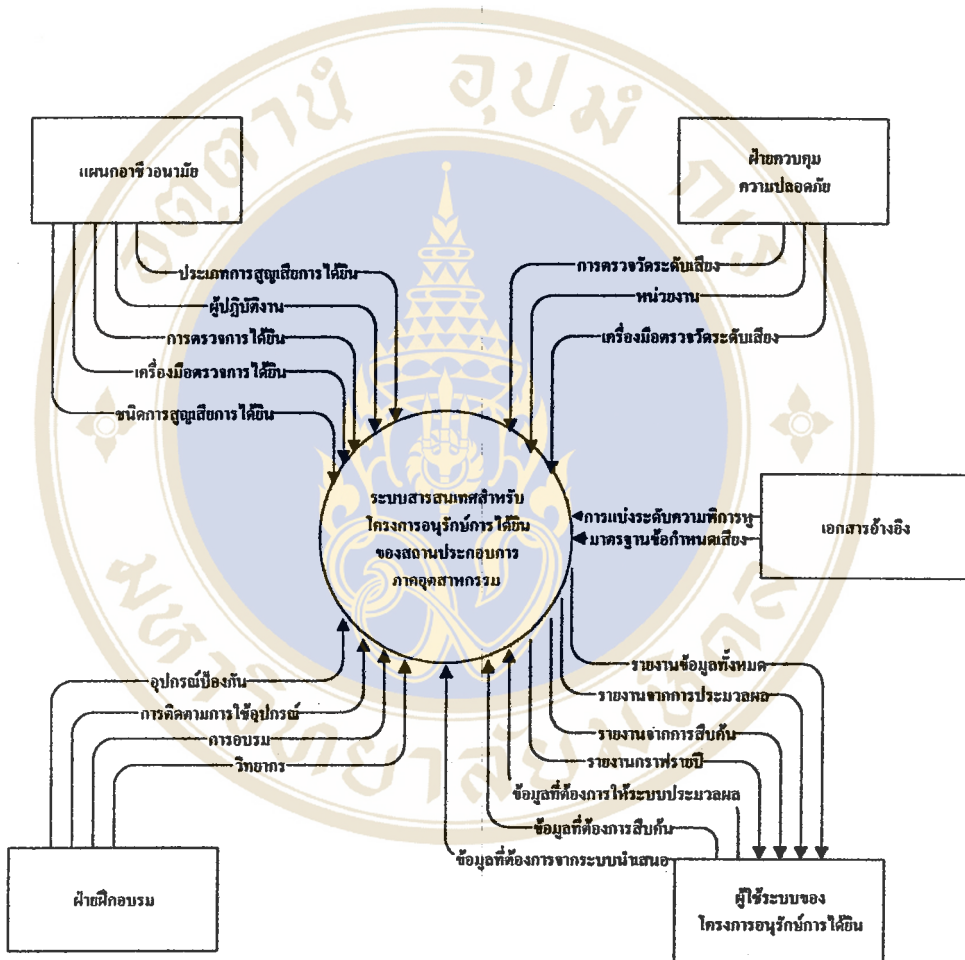 อตฺตานํ อุปมํ กเร
แผนกอาชีวอนามัย
ฝ่ายควบคุม
ความปลอดภัย
ประเภทการสูญเสียการได้ยิน
ผู้ปฏิบัติงาน
การตรวจการได้ยิน
เครื่องมือตรวจการได้ยิน
ชนิดการสูญเสียการได้ยิน
การตรวจวัดระดับเสียง
หน่วยงาน
เครื่องมือตรวจวัดระดับเสียง
ระบบสารสนเทศสำหรับ
โครงการอนุรักษ์การได้ยิน
ของสถานประกอบการ
ภาคอุตสาหกรรม
การแบ่งระดับความพิการหู
มาตรฐานข้อกำหนดเสียง
เอกสารอ้างอิง
อุปกรณ์ป้องกัน
การติดตามการใช้อุปกรณ์
การอบรม
วิทยากร
รายงานข้อมูลทั้งหมด
รายงานจากการประมวลผล
รายงานจากการสืบค้น
รายงานกราฟรายปี
ข้อมูลที่ต้องการให้ระบบประมวลผล
ข้อมูลที่ต้องการสืบค้น
ข้อมูลที่ต้องการจากระบบนำเสนอ
ฝ่ายฝึกอบรม
ผู้ใช้ระบบของ
โครงการอนุรักษ์การได้ยิน
มหาวิทยาลัยมหิดล